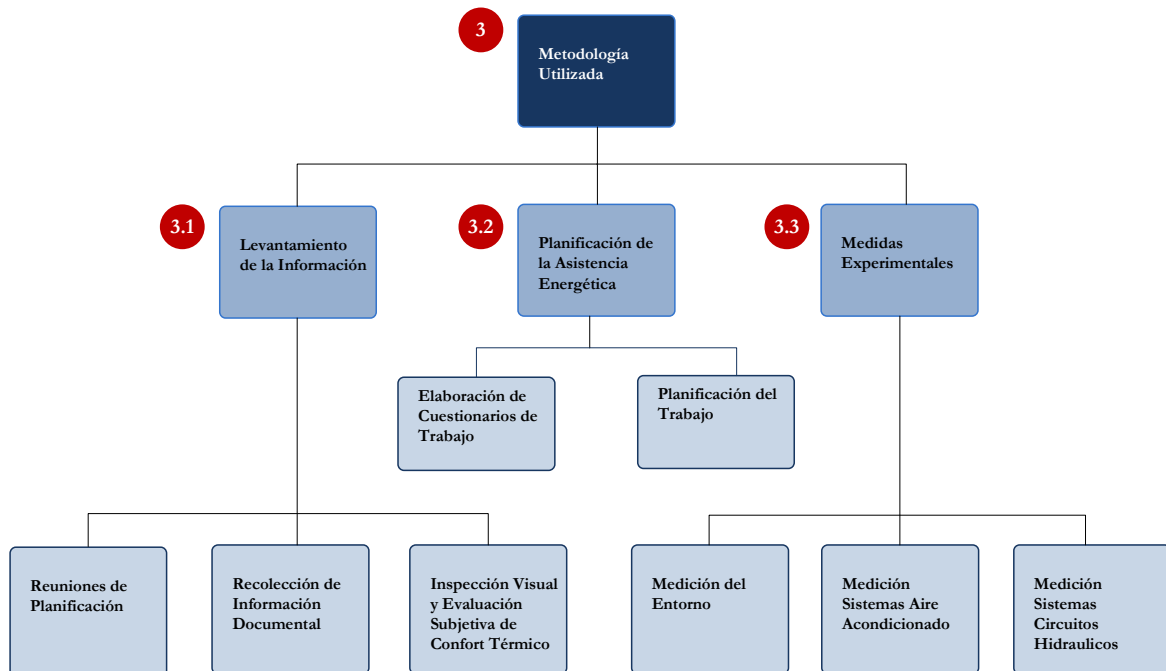 3
Metodología
Utilizada
3.1
Levantamiento
de la Información
3.2
Planificación de
la Asistencia
Energética
3.3
Medidas
Experimentales
Elaboración de
Cuestionarios de
Trabajo
Planificación del
Trabajo
Reuniones de
Planificación
Recolección de
Información
Documental
Inspección Visual
y Evaluación
Subjetiva de
Confort Térmico
Medición del
Entorno
Medición
Sistemas Aire
Acondicionado
Medición
Sistemas
Circuitos
Hidraulicos